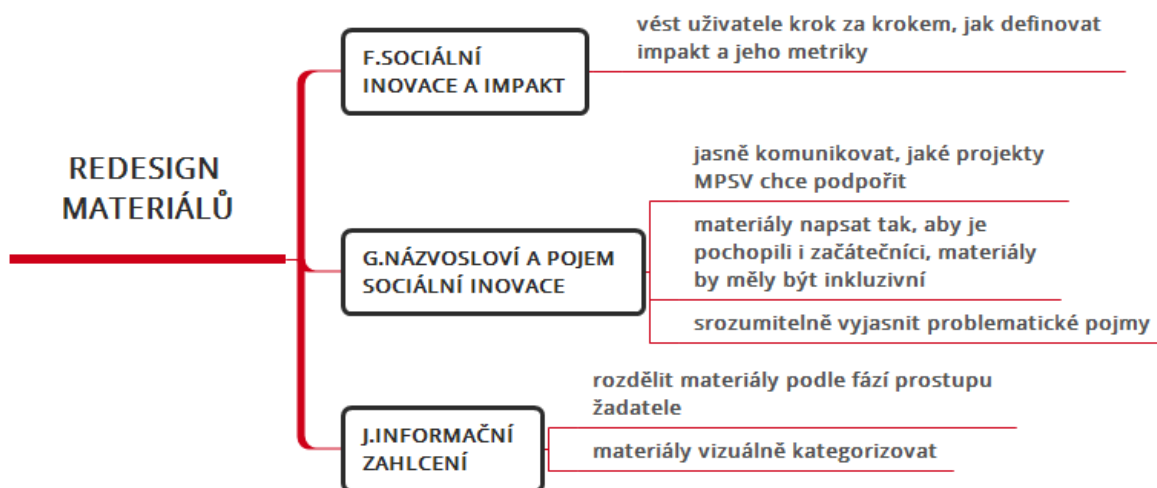 REDESIGN
MATERIÁLŮ
F.SOCIÁLNÍ
INOVACE A IMPAKT
vést uživatele krok za krokem, jak definovat
impakt a jeho metriky
G.NÁZVOSLOVÍ A POJEM
SOCIÁLNÍ INOVACE
jasně komunikovat, jaké projekty
MPSV chce podpořit
materiály napsat tak, aby je
pochopili i začátečníci, materiály
by měly být inkluzivní
srozumitelně vyjasnit problematické pojmy
J.INFORMAČNÍ
ZAHLCENÍ
rozdělit materiály podle fází prostupu
žadatele
materiály vizuálně kategorizovat